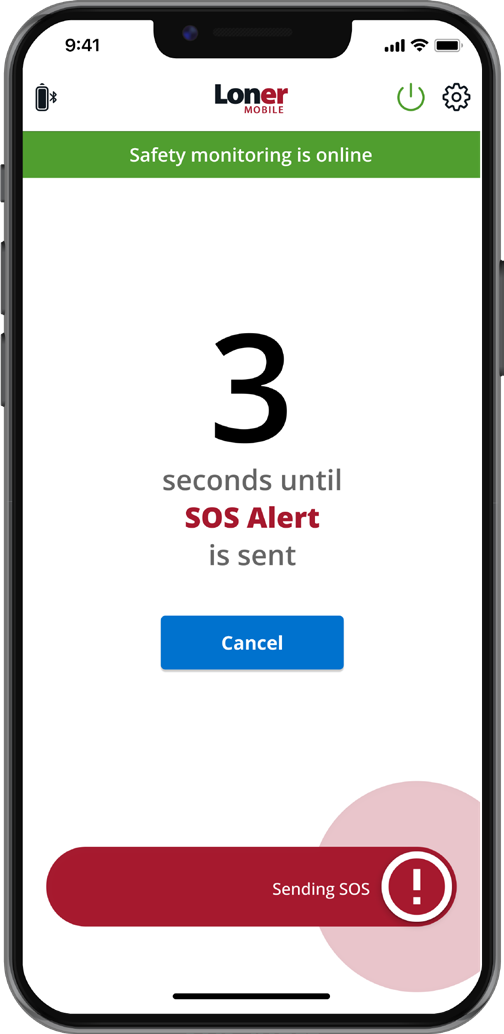 9:41
Loner
MOBILE
Safety monitoring is online
3
seconds until
SOS Alert
is sent
Cancel
Sending SOS